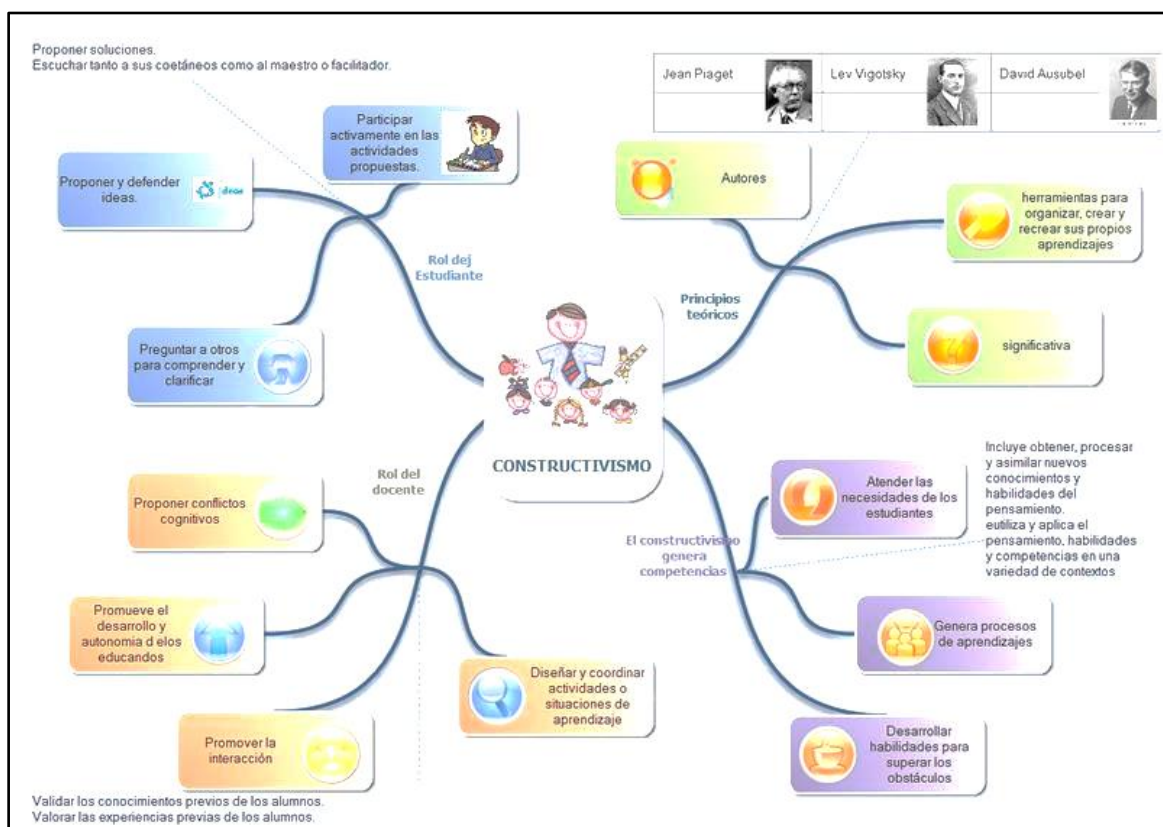 Proponer soluciones.
Escuchar tanto a sus coetáneos como al maestro o facilitador.
Jean Piaget
Lev Vigotsky
David Ausubel
Participar
activamente en las
actividades
propuestas.
Proponer y defender
ideas.
ideas
Rol dej
Estudiante
Preguntar a otros
para comprender y
clarificar
Autores
herramientas para
organizar, crear y
recrear sus propios
aprendizajes
Principios
teóricos
significativa
CONSTRUCTIVISMO
Rol del
docente
Proponer conflictos
cognitivos
Promueve el
desarrollo y
autonomia d elos
educandos
Promover la
interacción
Diseñar y coordinar
actividades o
situaciones de
aprendizaje
Validar los conocimientos previos de los alumnos.
Valorar las experiencias previas de los alumnos.
El constructivismo
genera
competencias
Atender las
necesidades de los
estudiantes
Incluye obtener, procesar
y asimilar nuevos
conocimientos y
habilidades del
pensamiento.
eutiliza y aplica el
pensamiento, habilidades
y competencias en una
variedad de contextos
Genera procesos
de aprendizajes
Desarrollar
habilidades para
superar los
obstáculos